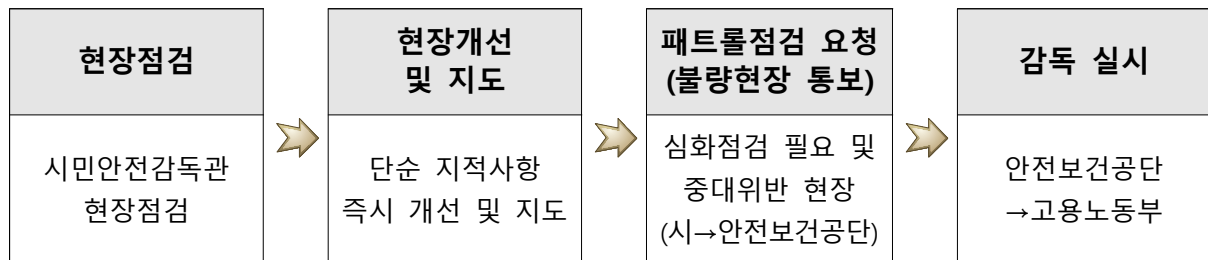 현장점검
시민안전감독관
현장점검
현장개선
및 지도
단순 지적사항
즉시 개선 및 지도
패트롤점검 요청
(불량현장 통보)
심화점검 필요 및
중대위반 현장
(시→안전보건공단)
감독 실시
안전보건공단
→고용노동부